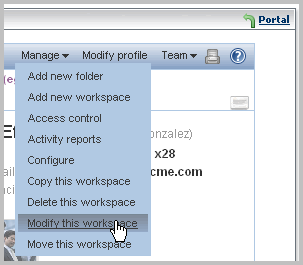 Portal
Manage Modify profile Team
Add new folder
Add new workspace
Access control
Activity reports
Configure
Copy this workspace
Delete this workspace
Modify this workspace
Move this workspace
onzalez)
x28
cme.com